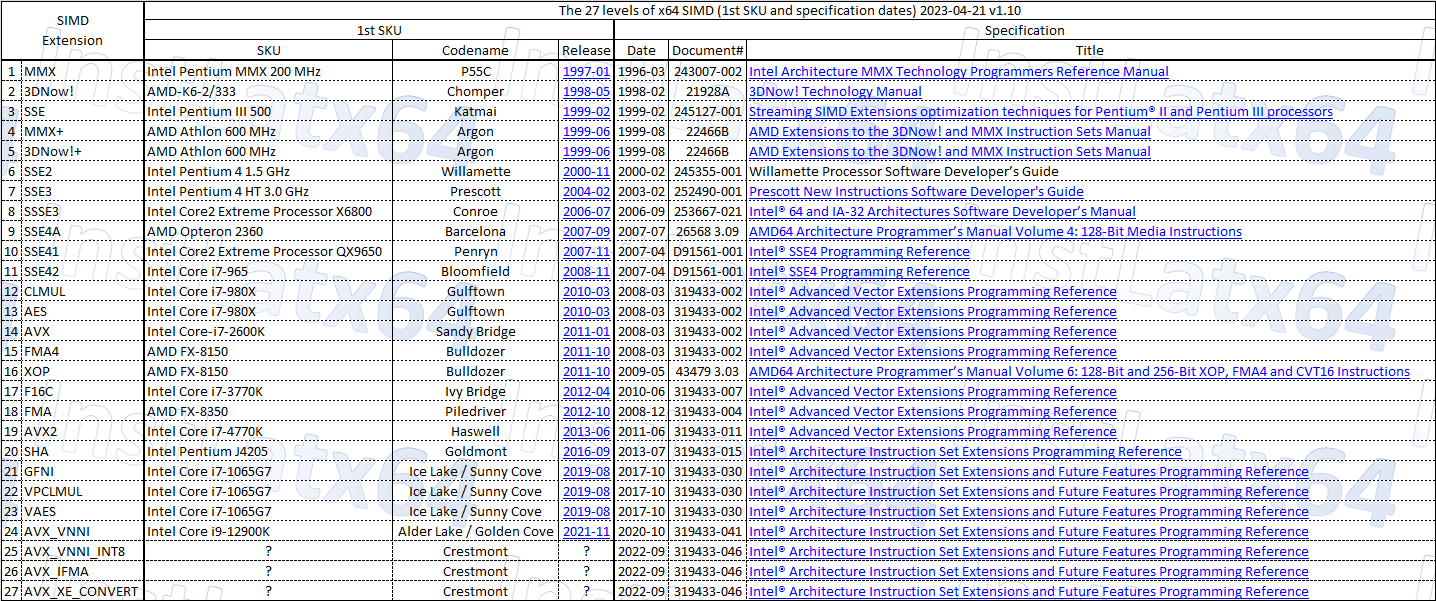 The 27 levels of x64 SIMD (1st SKU and specification dates) 2023-04-21 v1.10
SIMD Extension 1st SKU Specification
SKU Codename Release Date Document# Title
1 MMX Intel Pentium MMX 200 MHz P55C 1997-01 1996-03 243007-002 Intel Architecture MMX Technology Programmers Reference Manual
2 3DNow! AMD-K6-2/333 Chomper 1998-05 1998-02 21928A 3DNow! Technology Manual
3 SSE Intel Pentium III 500 Katmai 1999-02 1999-02 245127-001 Streaming SIMD Extensions optimization techniques for Pentium® II and Pentium III processors
4 MMX+ AMD Athlon 600 MHz Argon 1999-06 1999-08 22466B AMD Extensions to the 3DNow! and MMX Instruction Sets Manual
5 3DNow!+ AMD Athlon 600 MHz Argon 1999-06 1999-08 22466B AMD Extensions to the 3DNow! and MMX Instruction Sets Manual
6 SSE2 Intel Pentium 4 1.5 GHz Willamette 2000-11 2000-02 245355-001 Willamette Processor Software Developer's Guide
7 SSE3 Intel Pentium 4 HT 3.0 GHz Prescott 2004-02 2003-02 252490-001 Prescott New Instructions Software Developer's Guide
8 SSSE3 Intel Core2 Extreme Processor X6800 Conroe 2006-07 2006-09 253667-021 Intel® 64 and IA-32 Architectures Software Developer's Manual
9 SSE4A AMD Opteron 2360 Barcelona 2007-09 2007-07 26568 3.09 AMD64 Architecture Programmer's Manual Volume 4: 128-Bit Media Instructions
10 SSE41 Intel Core2 Extreme Processor QX9650 Penryn 2007-11 2007-04 D91561-001 Intel® SSE4 Programming Reference
11 SSE42 Intel Core i7-965 Bloomfield 2008-11 2007-04 D91561-001 Intel® SSE4 Programming Reference
12 CLMUL Intel Core i7-980X Gulftown 2010-03 2008-03 319433-002 Intel® Advanced Vector Extensions Programming Reference
13 AES Intel Core i7-980X Gulftown 2010-03 2008-03 319433-002 Intel® Advanced Vector Extensions Programming Reference
14 AVX Intel Core-i7-2600K Sandy Bridge 2011-01 2008-03 319433-002 Intel® Advanced Vector Extensions Programming Reference
15 FMA4 AMD FX-8150 Bulldozer 2011-10 2008-03 319433-002 Intel® Advanced Vector Extensions Programming Reference
16 XOP AMD FX-8150 Bulldozer 2011-10 2009-05 43479 3.03 AMD64 Architecture Programmer's Manual Volume 6: 128-Bit and 256-Bit XOP, FMA4 and CVT16 Instructions
17 F16C Intel Core i7-3770K Ivy Bridge 2012-04 2010-06 319433-007 Intel® Advanced Vector Extensions Programming Reference
18 FMA AMD FX-8350 Piledriver 2012-10 2008-12 319433-004 Intel® Advanced Vector Extensions Programming Reference
19 AVX2 Intel Core i7-4770K Haswell 2013-06 2011-06 319433-011 Intel® Advanced Vector Extensions Programming Reference
20 SHA Intel Pentium J4205 Goldmont 2016-09 2013-07 319433-015 Intel® Architecture Instruction Set Extensions Programming Reference
21 GFNI Intel Core i7-1065G7 Ice Lake / Sunny Cove 2019-08 2017-10 319433-030 Intel® Architecture Instruction Set Extensions and Future Features Programming Reference
22 VPCLMUL Intel Core i7-1065G7 Ice Lake / Sunny Cove 2019-08 2017-10 319433-030 Intel® Architecture Instruction Set Extensions and Future Features Programming Reference
23 VAES Intel Core i7-1065G7 Ice Lake / Sunny Cove 2019-08 2017-10 319433-030 Intel® Architecture Instruction Set Extensions and Future Features Programming Reference
24 AVX_VNNI Intel Core i9-12900K Alder Lake / Golden Cove 2021-11 2020-10 319433-041 Intel® Architecture Instruction Set Extensions and Future Features Programming Reference
25 AVX_VNNI_INT8 ? Crestmont ? 2022-09 319433-046 Intel® Architecture Instruction Set Extensions and Future Features Programming Reference
26 AVX_IFMA ? Crestmont ? 2022-09 319433-046 Intel® Architecture Instruction Set Extensions and Future Features Programming Reference
27 AVX_XE_CONVERT ? Crestmont ? 2022-09 319433-046 Intel® Architecture Instruction Set Extensions and Future Features Programming Reference